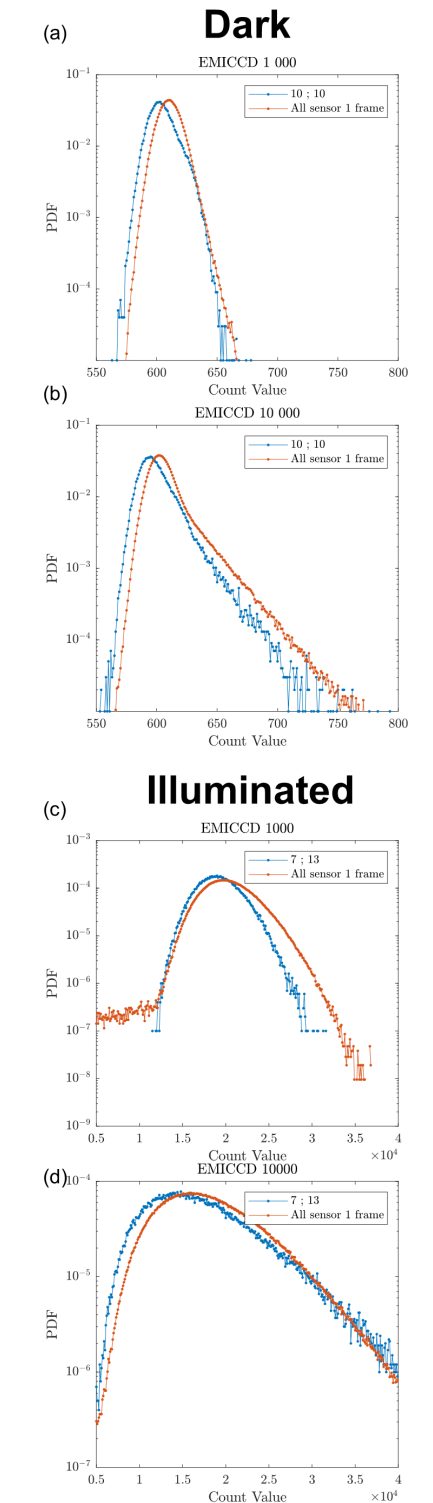 Dark
(a)
EMICCD 1 000
10 ; 10
All sensor 1 frame
10⁻¹
10⁻²
10⁻³
10⁻⁴
PDF
550 600 650 700 750 800
Count Value
(b)
EMICCD 10 000
10 ; 10
All sensor 1 frame
10⁻¹
10⁻²
10⁻³
10⁻⁴
PDF
550 600 650 700 750 800
Count Value
Illuminated
(c)
EMICCD 1000
7 ; 13
All sensor 1 frame
10⁻³
10⁻⁴
10⁻⁵
10⁻⁶
10⁻⁷
10⁻⁸
10⁻⁹
PDF
0.5 1 1.5 2 2.5 3 3.5 4
Count Value
×10⁴
(d)
EMICCD 10000
7 ; 13
All sensor 1 frame
10⁻⁴
10⁻⁵
10⁻⁶
10⁻⁷
PDF
0.5 1 1.5 2 2.5 3 3.5 4
Count Value
×10⁴